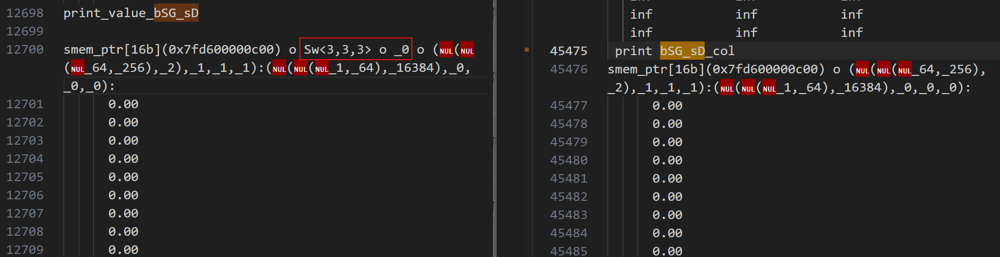 12698 print_value_bSG_sD
12699
12700 smem_ptr[16b](0x7fd600000c00) o Sw<3,3,3> o _0 o (NUL(NUL
(NUL_64,_256),_2),_1,_1,_1):(NUL(NUL(NUL_1,_64),_16384),_0,
_0,_0):
12701 0.00
12702 0.00
12703 0.00
12704 0.00
12705 0.00
12706 0.00
12707 0.00
12708 0.00
12709 0.00
inf inf inf
inf inf inf
45475 print bSG_sD_col
45476 smem_ptr[16b](0x7fd600000c00) o (NUL(NUL(NUL_64,_256),
_2),_1,_1,_1):(NUL(NUL(NUL_1,_64),_16384),_0,_0,_0):
45477 0.00
45478 0.00
45479 0.00
45480 0.00
45481 0.00
45482 0.00
45483 0.00
45484 0.00
45485 0.00